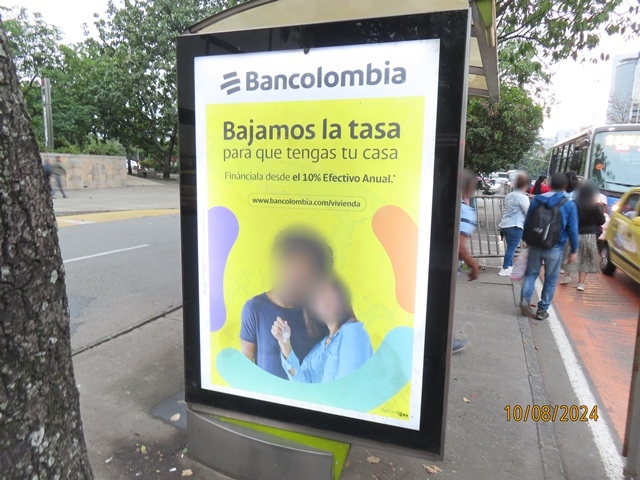 Bancolombia
Bajamos la tasa
para que tengas tu casa
Fináncíala desde el 10% Efectivo Anual.*
www.bancolombia.com/vivienda
10/08/2024